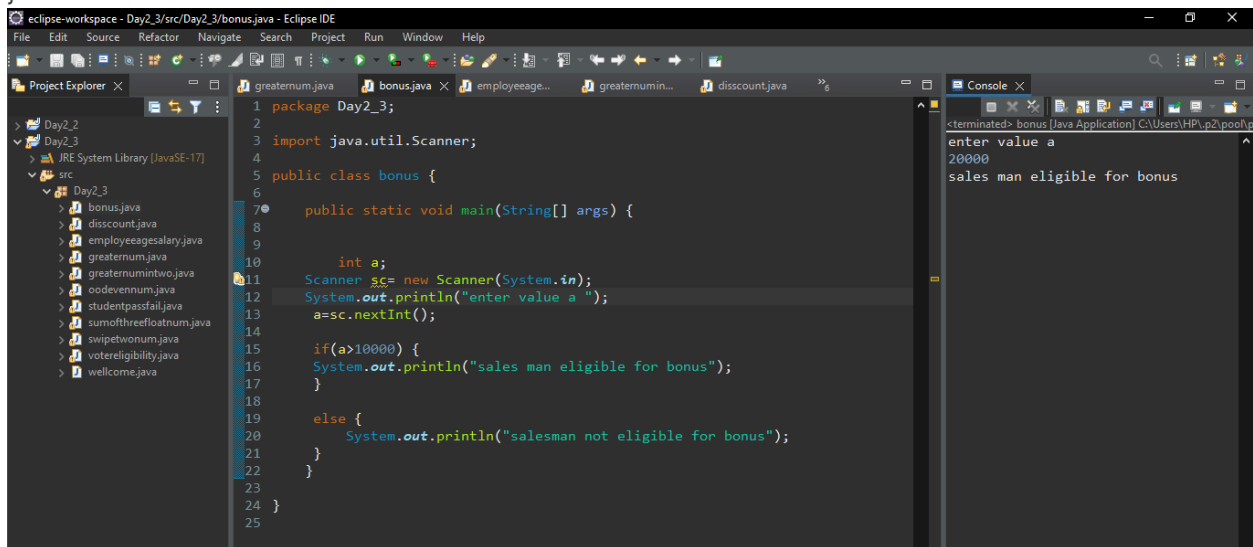 eclipse-workspace - Day2_3/src/Day2_3/bonus.java - Eclipse IDE
File Edit Source Refactor Navigate Search Project Run Window Help
Project Explorer
Day2_2
Day2_3
JRE System Library [JavaSE-17]
src
Day2_3
bonus.java
disscount.java
employeeagesalary.java
greaternum.java
greaternumintwo.java
oodevennum.java
studentpassfail.java
sumofthreefloatnum.java
swipetwonum.java
votereligibility.java
wellcome.java
greaternum.java bonus.java employeeage... greaternumin... disscount.java »6
1 package Day2_3;
2
3 import java.util.Scanner;
4
5 public class bonus {
6
7 public static void main(String[] args) {
8
9
10 int a;
11 Scanner sc= new Scanner(System.in);
12 System.out.println("enter value a ");
13 a=sc.nextInt();
14
15 if(a>10000) {
16 System.out.println("sales man eligible for bonus");
17 }
18
19 else {
20 System.out.println("salesman not eligible for bonus");
21 }
22 }
23
24 }
25
Console
<terminated> bonus [Java Application] C:\Users\HP\.p2\pool\p
enter value a
20000
sales man eligible for bonus